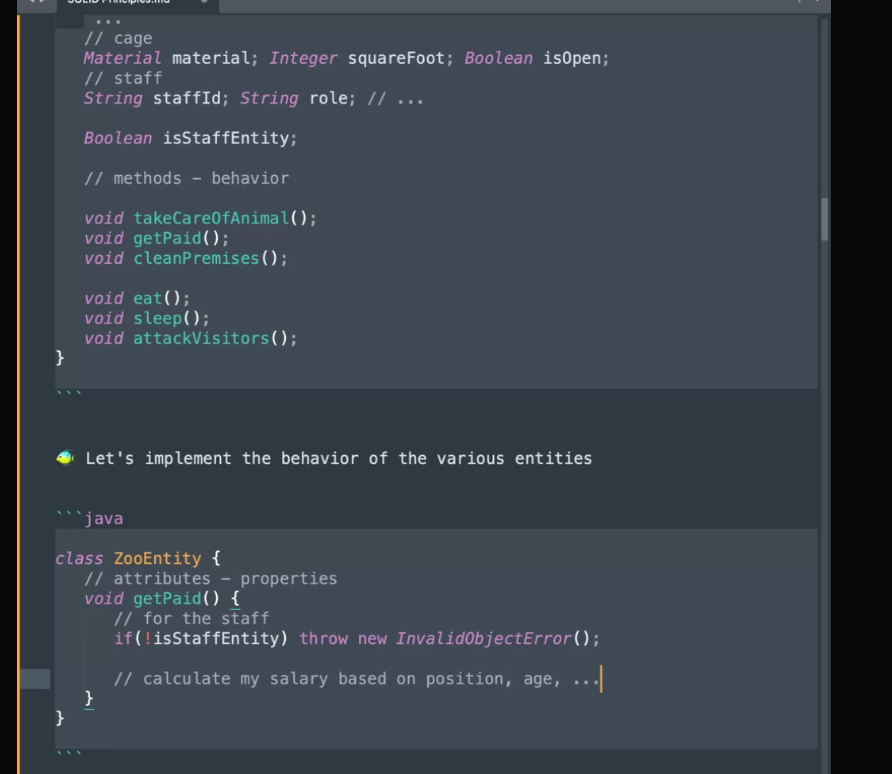 SOLID Principles.md
...
// cage
Material material; Integer squareFoot; Boolean isOpen;
// staff
String staffId; String role; // ...
Boolean isStaffEntity;
// methods – behavior
void takeCareOfAnimal();
void getPaid();
void cleanPremises();
void eat();
void sleep();
void attackVisitors();
}
```
🐠 Let's implement the behavior of the various entities
```java
class ZooEntity {
// attributes – properties
void getPaid() {
// for the staff
if(!isStaffEntity) throw new InvalidObjectError();
// calculate my salary based on position, age, ...
}
}
```